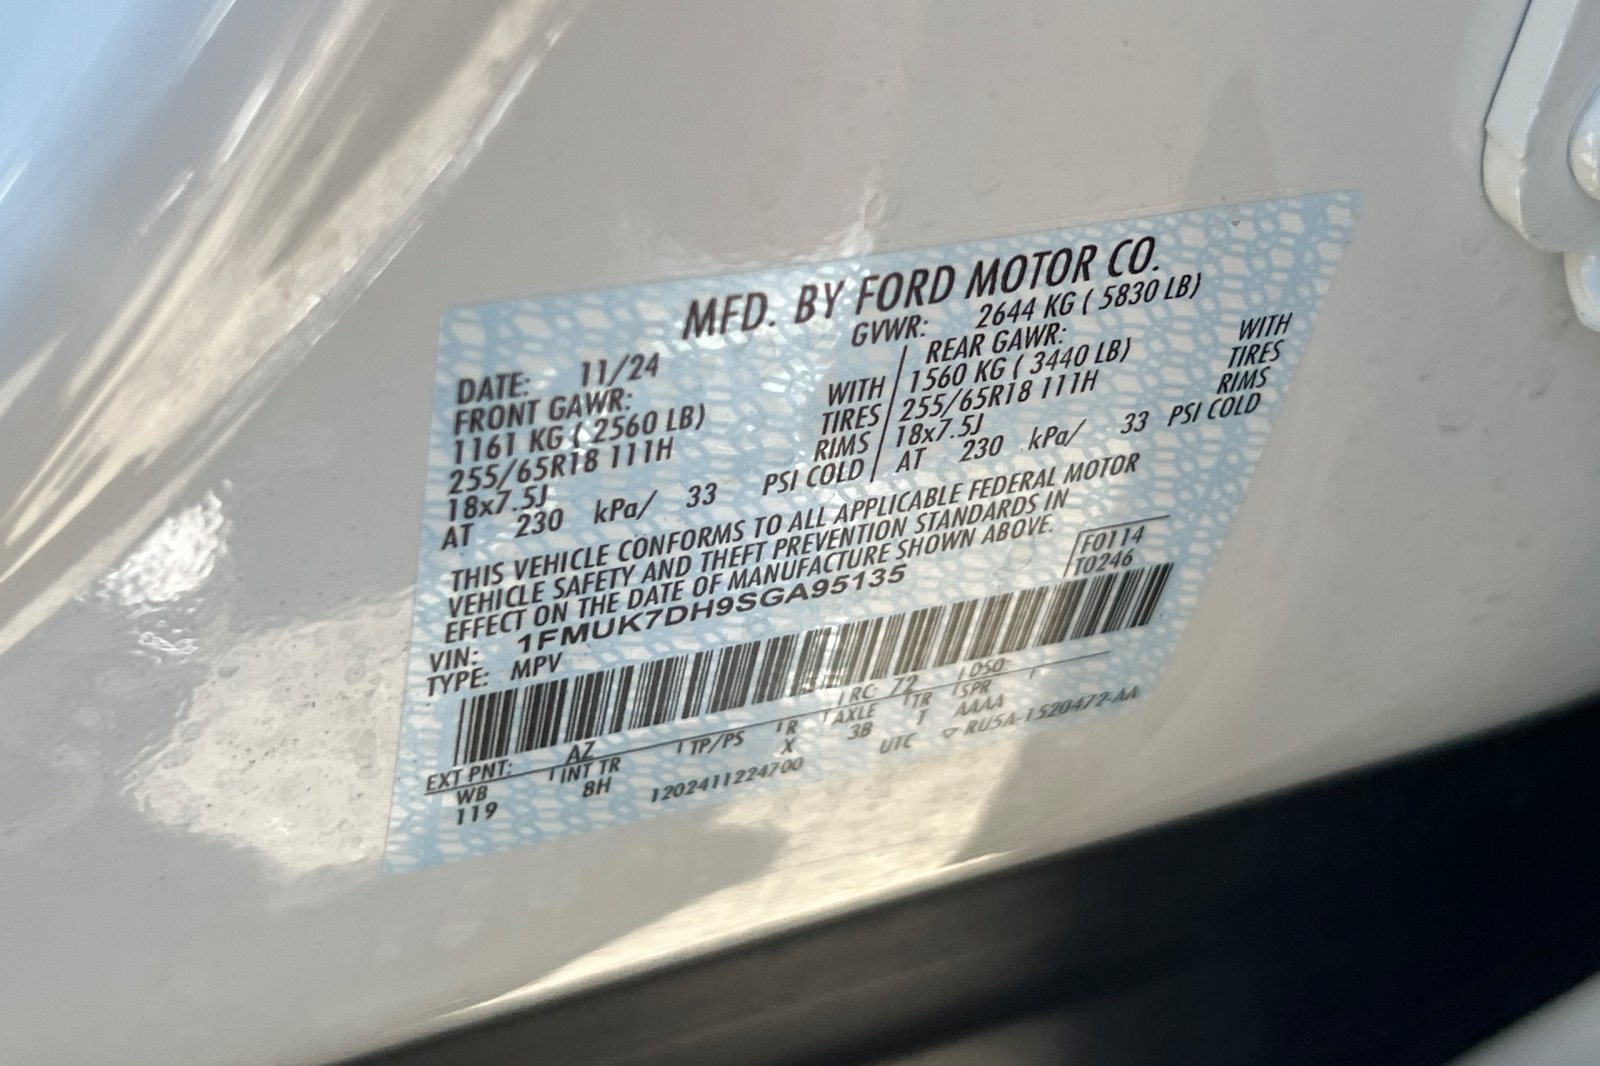 MFD. BY FORD MOTOR CO.
DATE: 11/24 GVWR: 2644 KG ( 5830 LB)
FRONT GAWR: REAR GAWR:
1161 KG ( 2560 LB) WITH 1560 KG ( 3440 LB) WITH
255/65R18 111H TIRES 255/65R18 111H TIRES
18x7.5J RIMS 18x7.5J RIMS
AT 230 kPa/ 33 PSI COLD AT 230 kPa/ 33 PSI COLD
THIS VEHICLE CONFORMS TO ALL APPLICABLE FEDERAL MOTOR
VEHICLE SAFETY AND THEFT PREVENTION STANDARDS IN
EFFECT ON THE DATE OF MANUFACTURE SHOWN ABOVE.
VIN: 1FMUK7DH9SGA95135 F0114
TYPE: MPV T0246
EXT PNT: AZ RC: 72 DSO:
WB INT TR TP/PS R AXLE TR SPR
119 8H X 3B T AAAA
1202411224700 UTC ▽ RU5A-1520472-AA